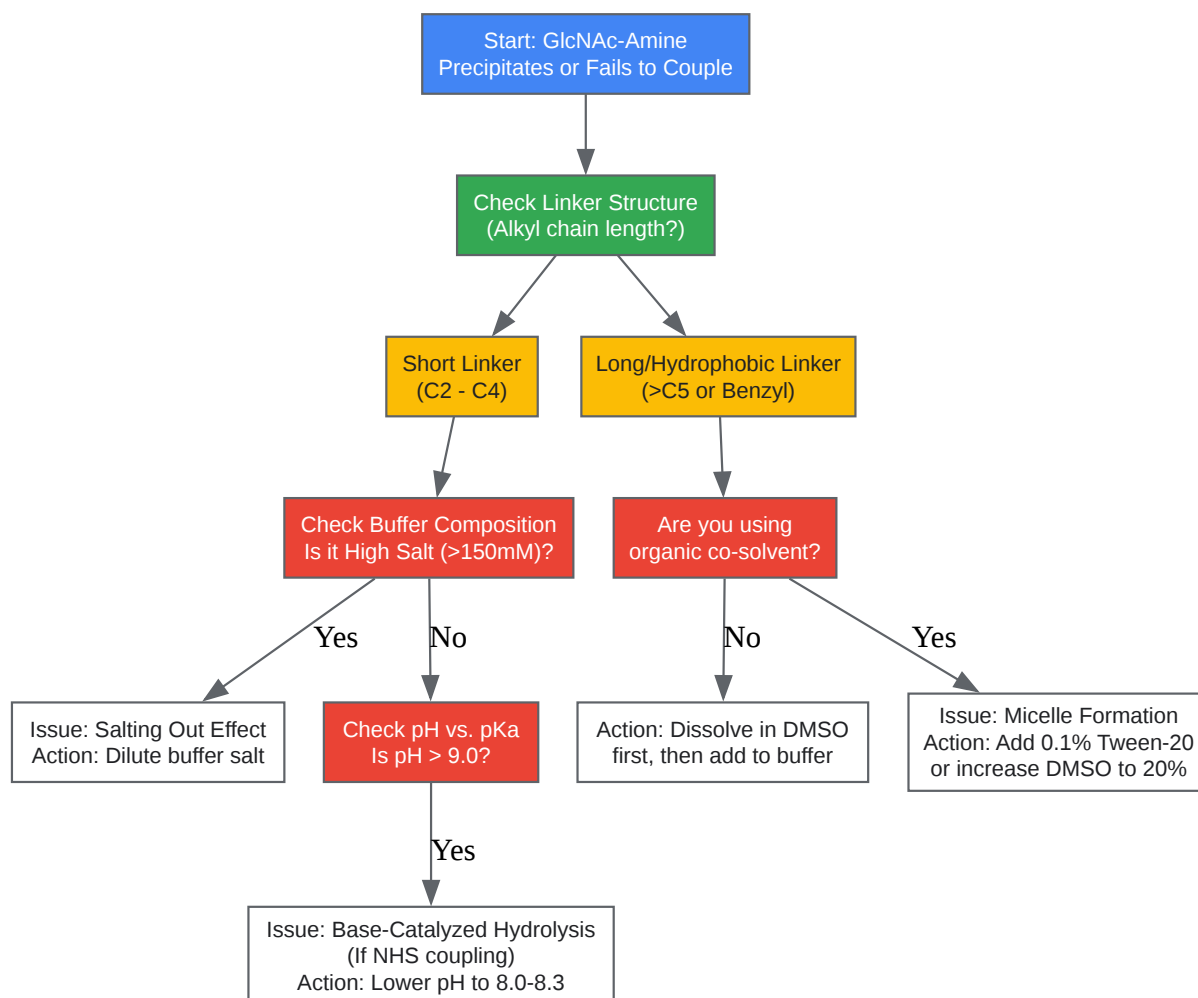 Start: GlcNAc-Amine
Precipitates or Fails to Couple
Check Linker Structure
(Alkyl chain length?)
Short Linker
(C2 - C4)
Long/Hydrophobic Linker
(>C5 or Benzyl)
Check Buffer Composition
Is it High Salt (>150mM)?
Are you using
organic co-solvent?
Yes
No
No
Yes
Issue: Salting Out Effect
Action: Dilute buffer salt
Check pH vs. pKa
Is pH > 9.0?
Action: Dissolve in DMSO
first, then add to buffer
Issue: Micelle Formation
Action: Add 0.1% Tween-20
or increase DMSO to 20%
Yes
Issue: Base-Catalyzed Hydrolysis
(If NHS coupling)
Action: Lower pH to 8.0-8.3